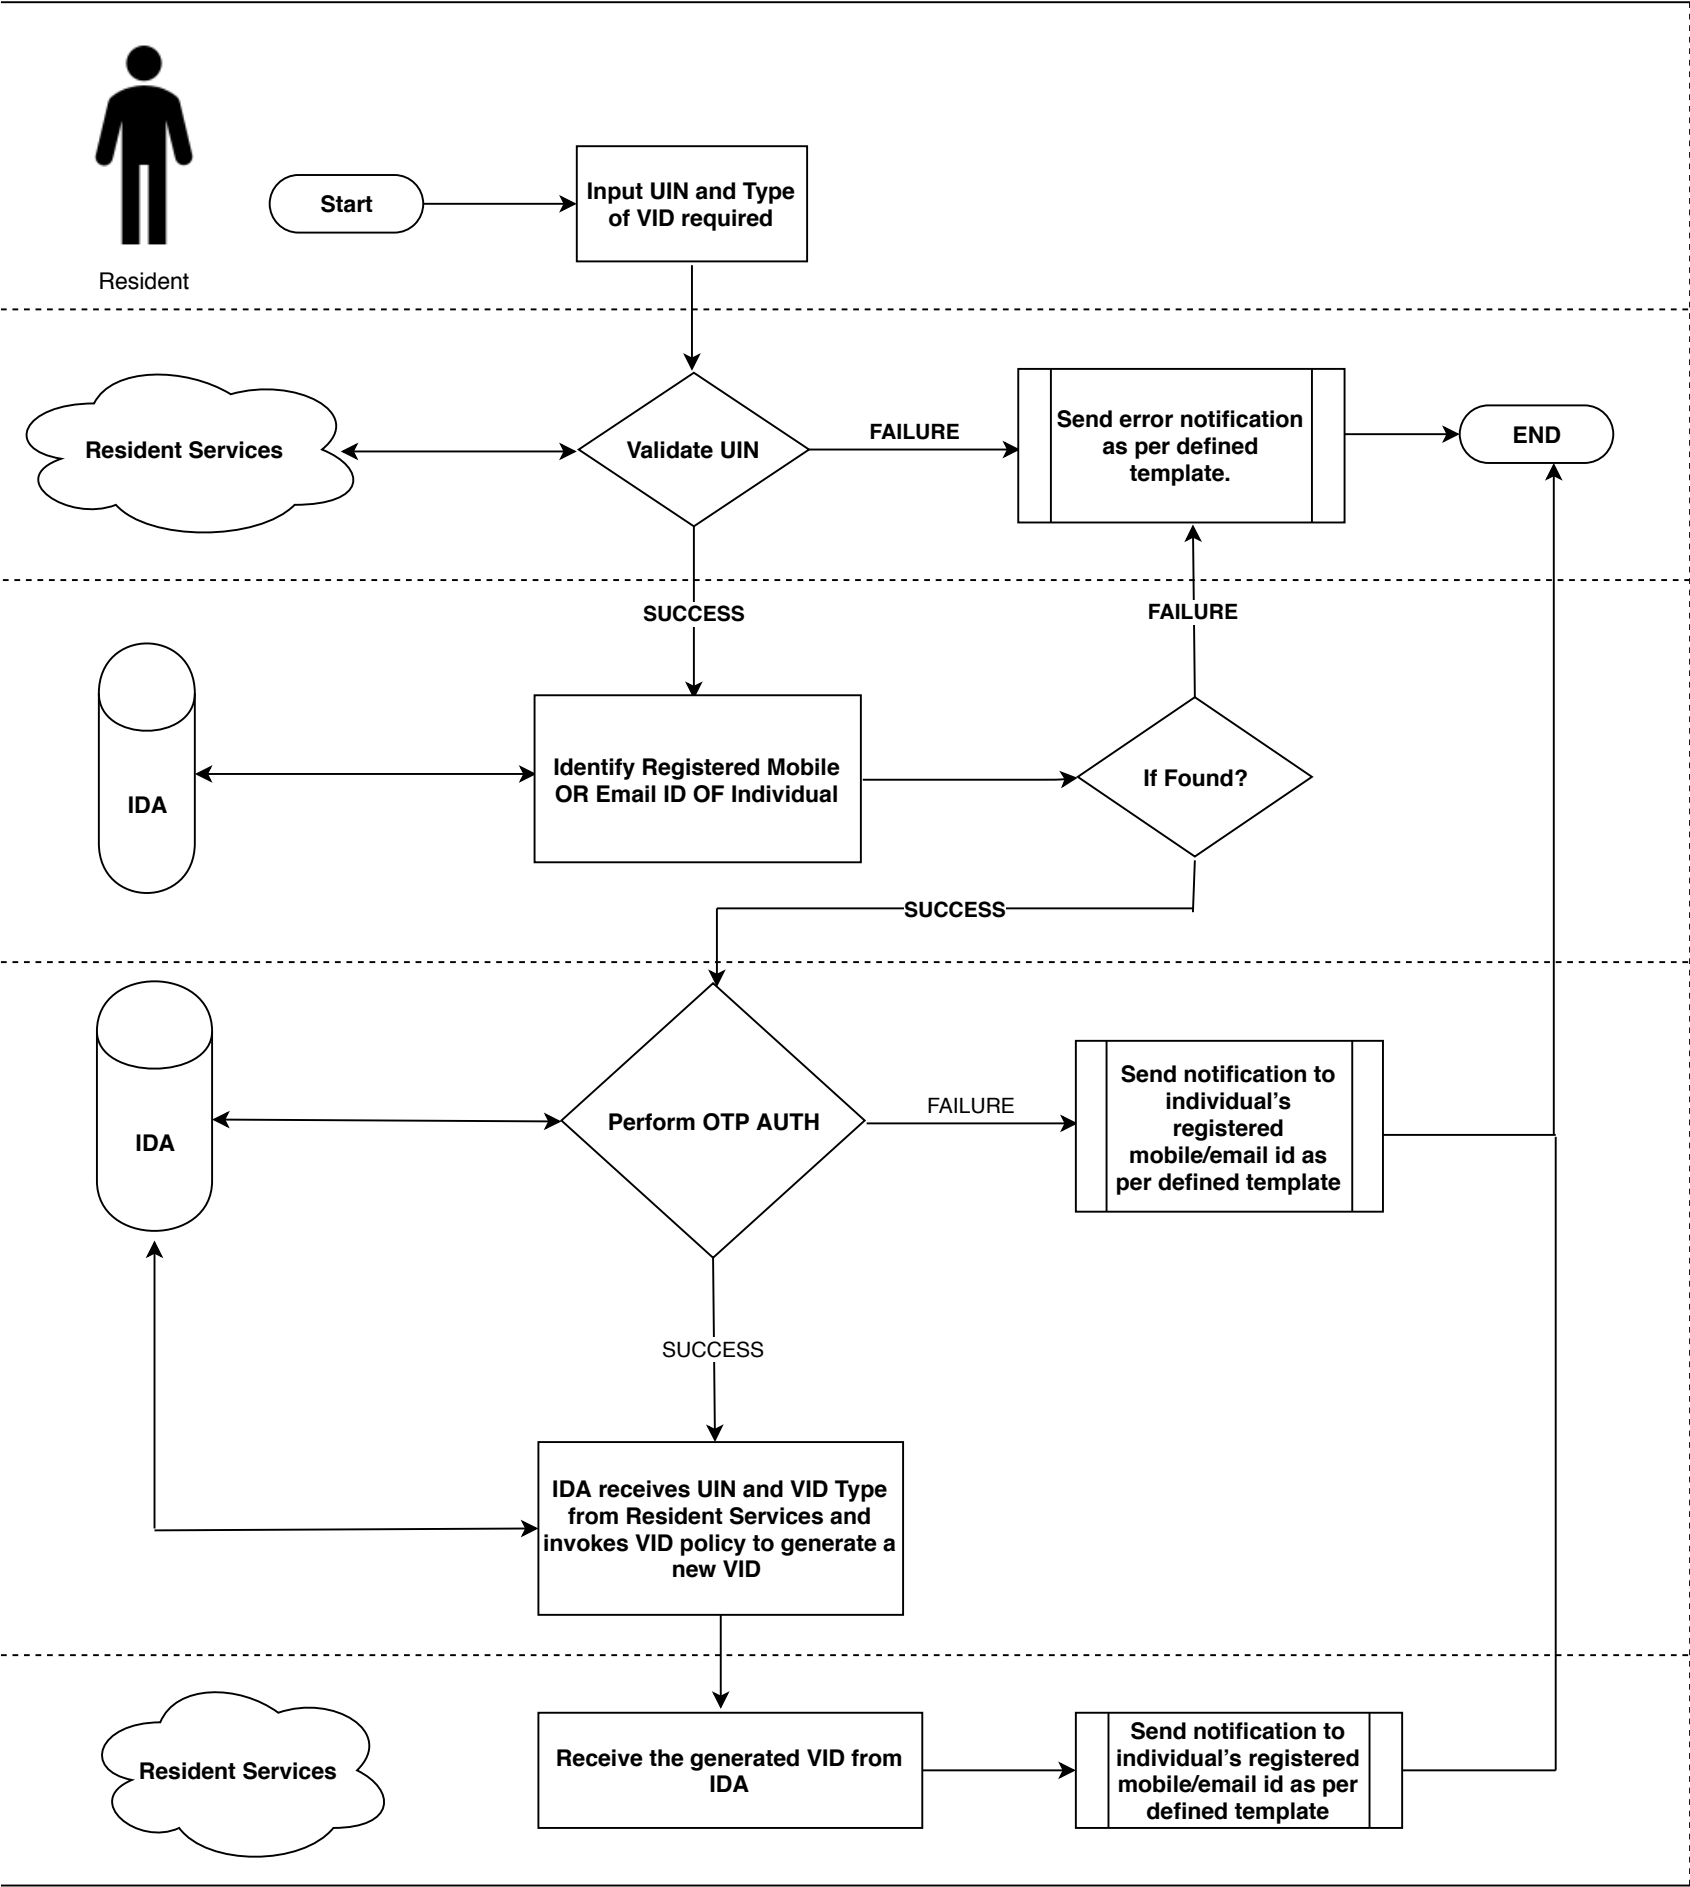 Start
Input UIN and Type
of VID required
Resident
Resident Services
Validate UIN
FAILURE
Send error notification
as per defined
template.
END
SUCCESS
FAILURE
IDA
Identify Registered Mobile
OR Email ID OF Individual
If Found?
SUCCESS
IDA
Perform OTP AUTH
FAILURE
Send notification to
individual’s
registered
mobile/email id as
per defined template
SUCCESS
IDA receives UIN and VID Type
from Resident Services and
invokes VID policy to generate a
new VID
Resident Services
Receive the generated VID from
IDA
Send notification to
individual’s registered
mobile/email id as per
defined template